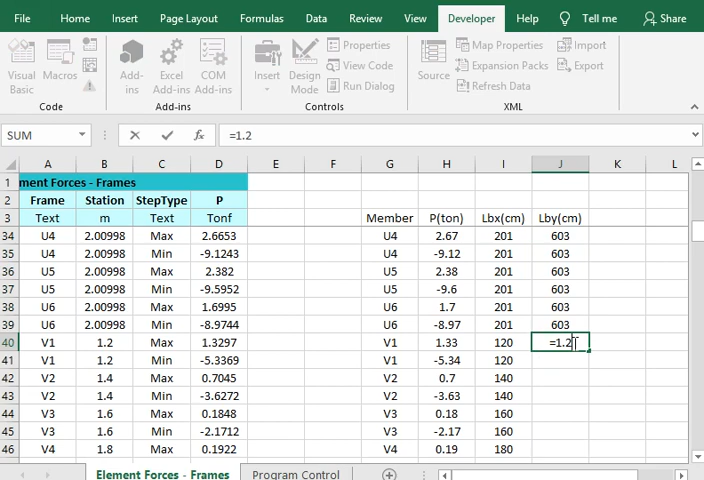 File Home Insert Page Layout Formulas Data Review View Developer Help Tell me Share
Visual Basic Macros Add-ins Excel Add-ins COM Add-ins Insert Design Mode Properties View Code Run Dialog Source Map Properties Expansion Packs Refresh Data Import Export
Code Add-ins Controls XML
SUM fx =1.2
A B C D E F G H I J K L
1 ment Forces - Frames
2 Frame Station StepType P
3 Text m Text Tonf Member P(ton) Lbx(cm) Lby(cm)
34 U4 2.00998 Max 2.6653 U4 2.67 201 603
35 U4 2.00998 Min -9.1243 U4 -9.12 201 603
36 U5 2.00998 Max 2.382 U5 2.38 201 603
37 U5 2.00998 Min -9.5952 U5 -9.6 201 603
38 U6 2.00998 Max 1.6995 U6 1.7 201 603
39 U6 2.00998 Min -8.9744 U6 -8.97 201 603
40 V1 1.2 Max 1.3297 V1 1.33 120 =1.2
41 V1 1.2 Min -5.3369 V1 -5.34 120
42 V2 1.4 Max 0.7045 V2 0.7 140
43 V2 1.4 Min -3.6272 V2 -3.63 140
44 V3 1.6 Max 0.1848 V3 0.18 160
45 V3 1.6 Min -2.1712 V3 -2.17 160
46 V4 1.8 Max 0.1922 V4 0.19 180
Element Forces - Frames Program Control